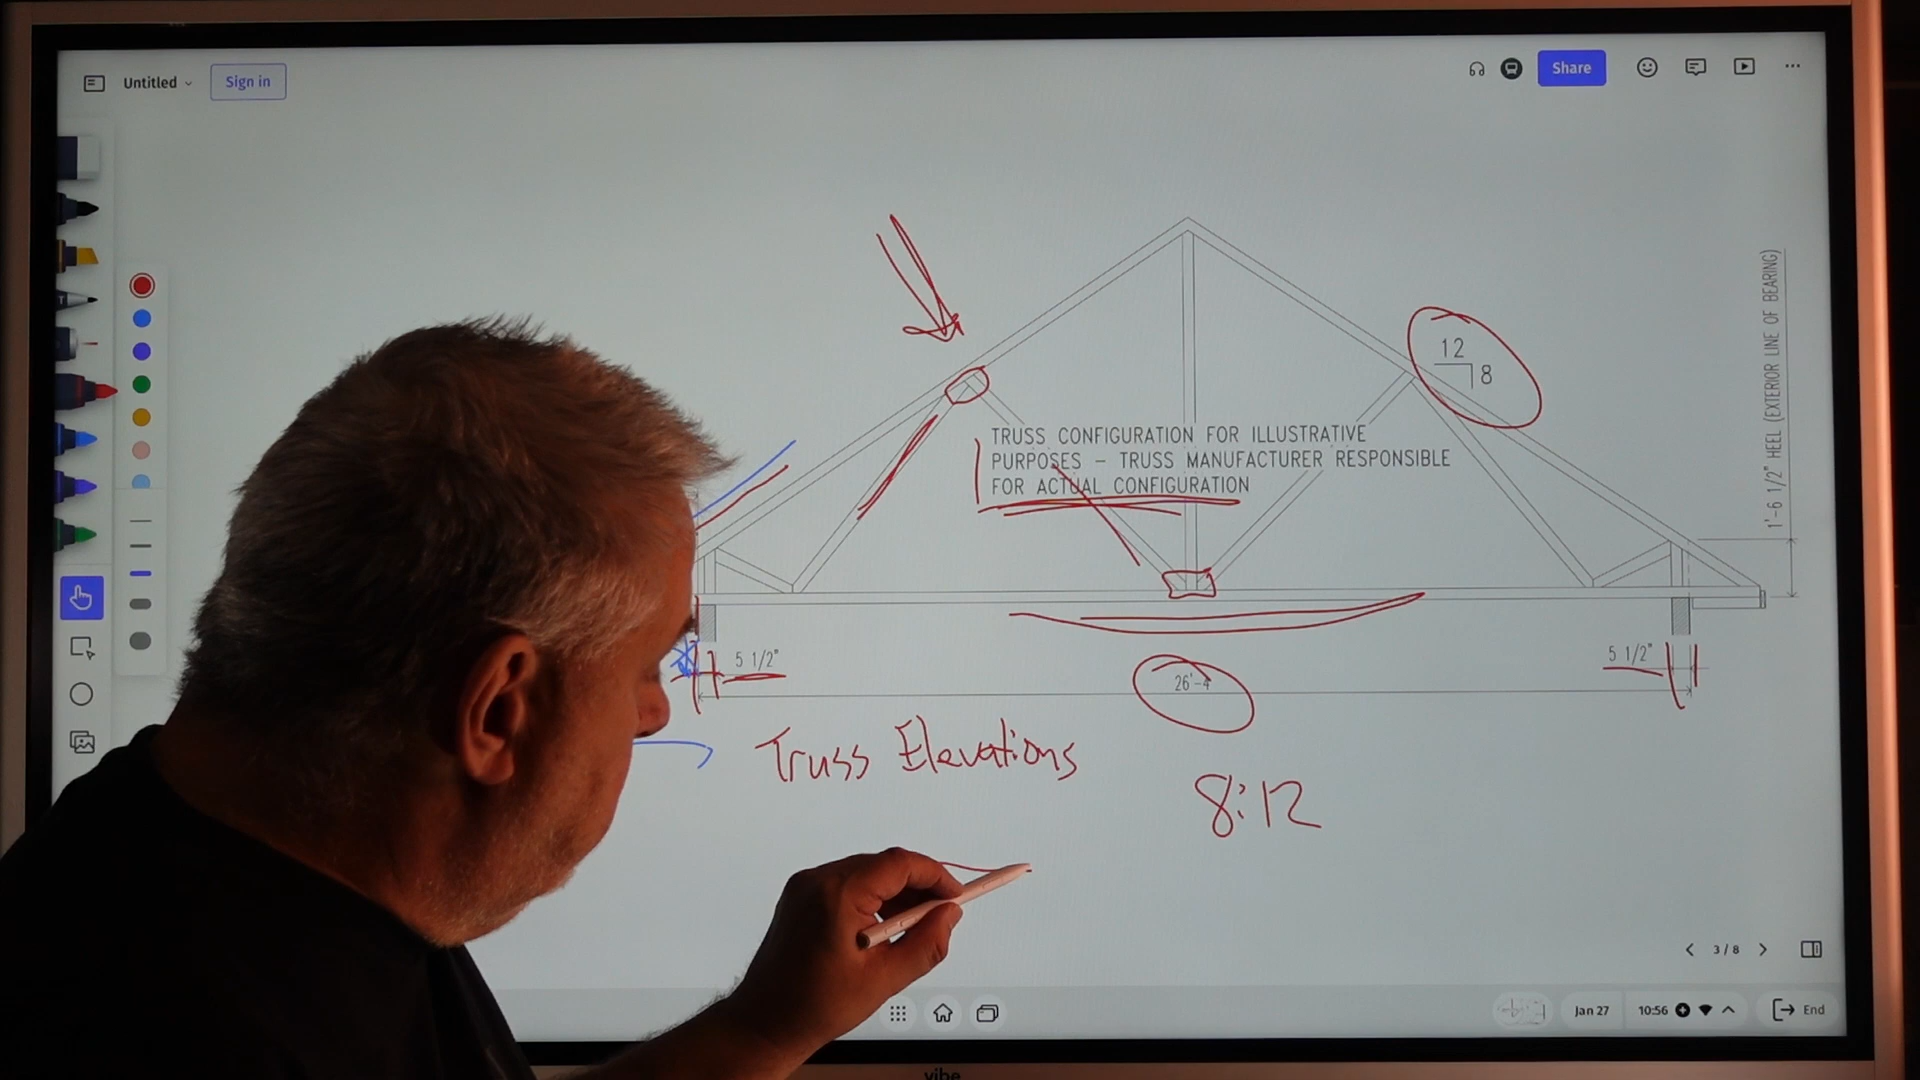 Untitled
Sign in
Share
12
8
TRUSS CONFIGURATION FOR ILLUSTRATIVE
PURPOSES – TRUSS MANUFACTURER RESPONSIBLE
FOR ACTUAL CONFIGURATION
1'-6 1/2" HEEL (EXTERIOR LINE OF BEARING)
5 1/2"
5 1/2"
26'-4
Truss Elevations
8:12
3/8
Jan 27
10:56
End
vibe